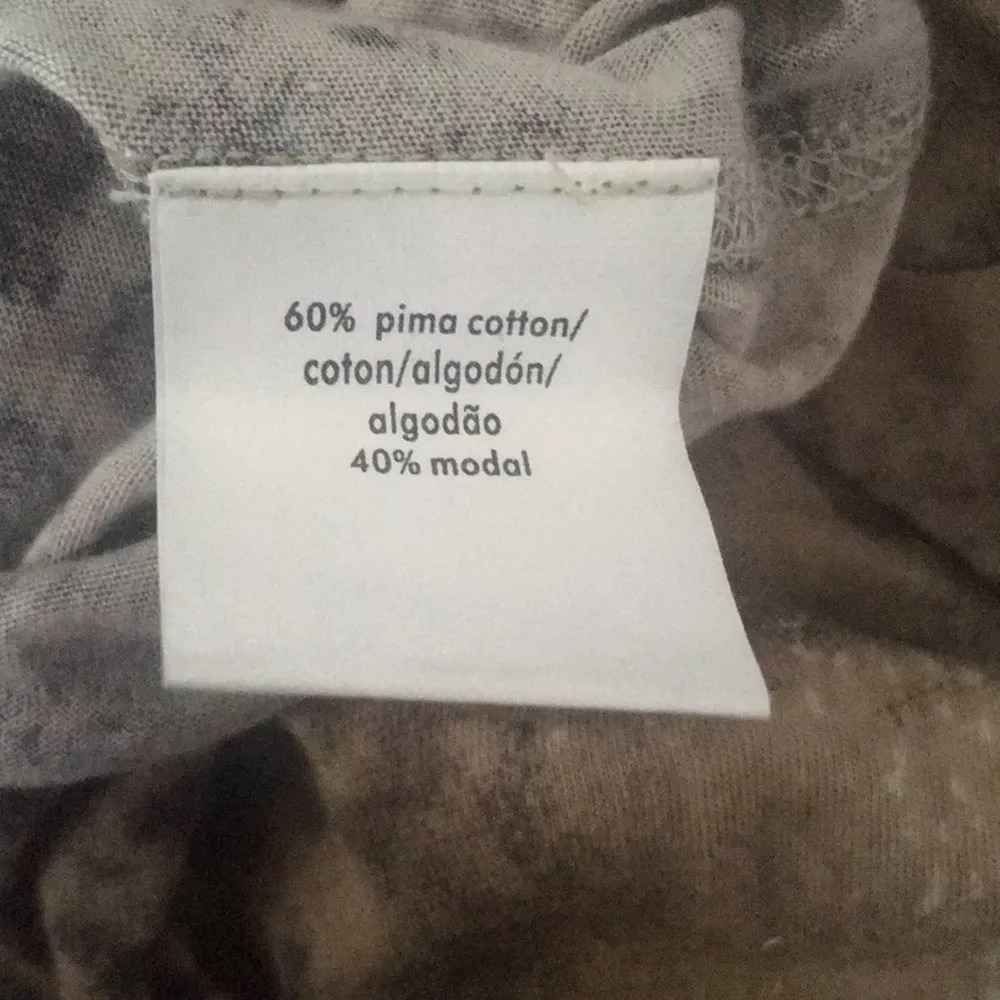 60% pima cotton/
coton/algodón/
algodão
40% modal